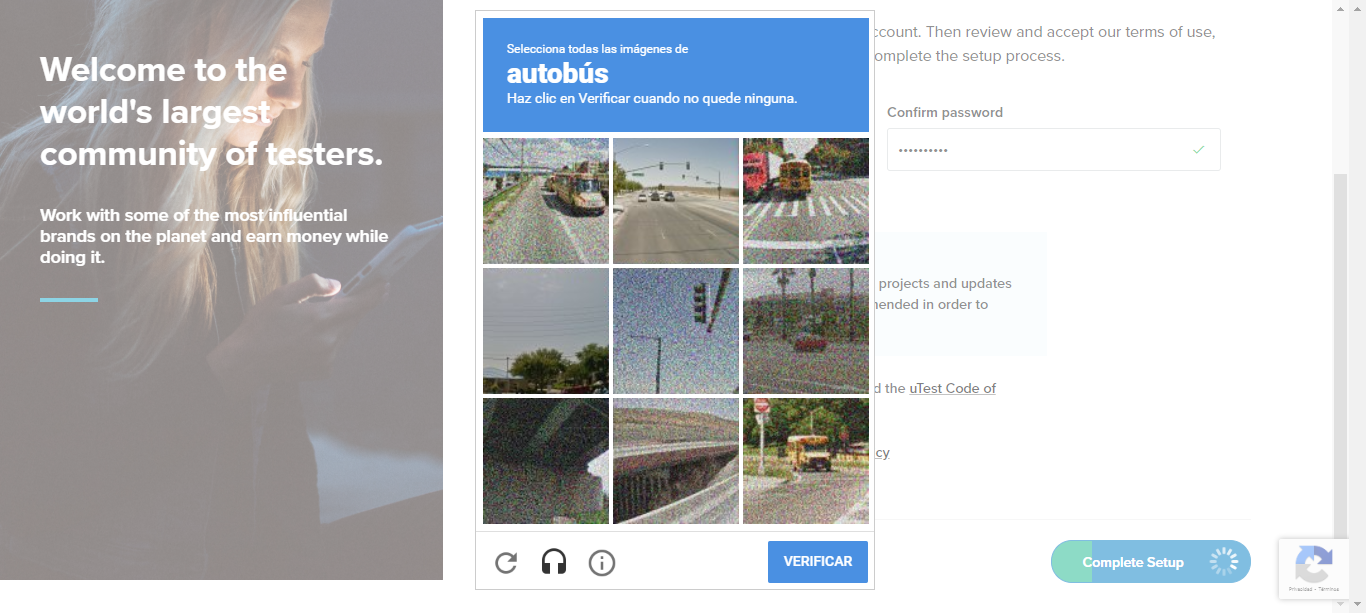 Welcome to the
world's largest
community of testers.
Work with some of the most influential
brands on the planet and earn money while
doing it.
Selecciona todas las imágenes de
autobús
Haz clic en Verificar cuando no quede ninguna.
VERIFICAR
ccount. Then review and accept our terms of use,
omplete the setup process.
Confirm password
projects and updates
nended in order to
d the uTest Code of
cy
Complete Setup
Privacidad - Términos